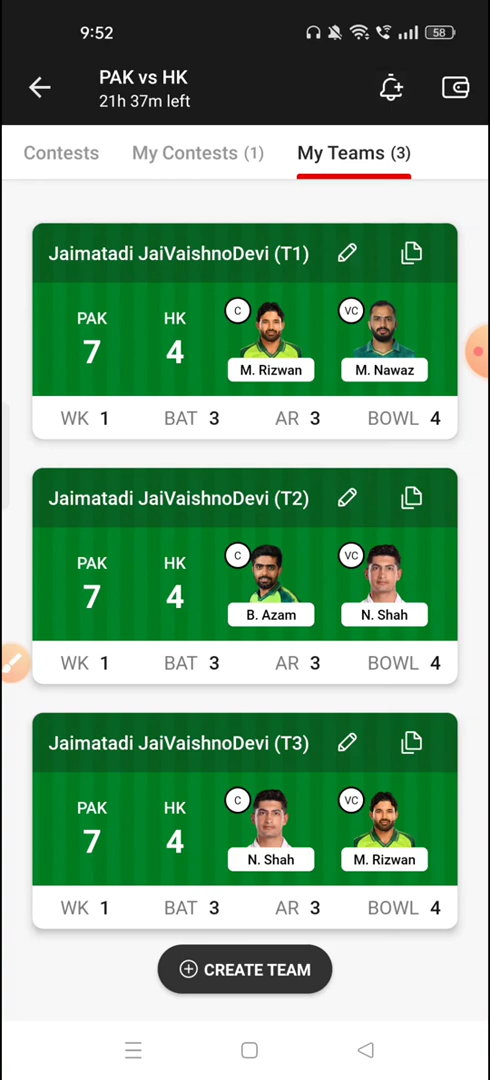 9:52 58
PAK vs HK
21h 37m left
Contests My Contests (1) My Teams (3)
Jaimatadi JaiVaishnoDevi (T1)
PAK HK C VC
7 4
M. Rizwan M. Nawaz
WK 1 BAT 3 AR 3 BOWL 4
Jaimatadi JaiVaishnoDevi (T2)
PAK HK C VC
7 4
B. Azam N. Shah
WK 1 BAT 3 AR 3 BOWL 4
Jaimatadi JaiVaishnoDevi (T3)
PAK HK C VC
7 4
N. Shah M. Rizwan
WK 1 BAT 3 AR 3 BOWL 4
CREATE TEAM